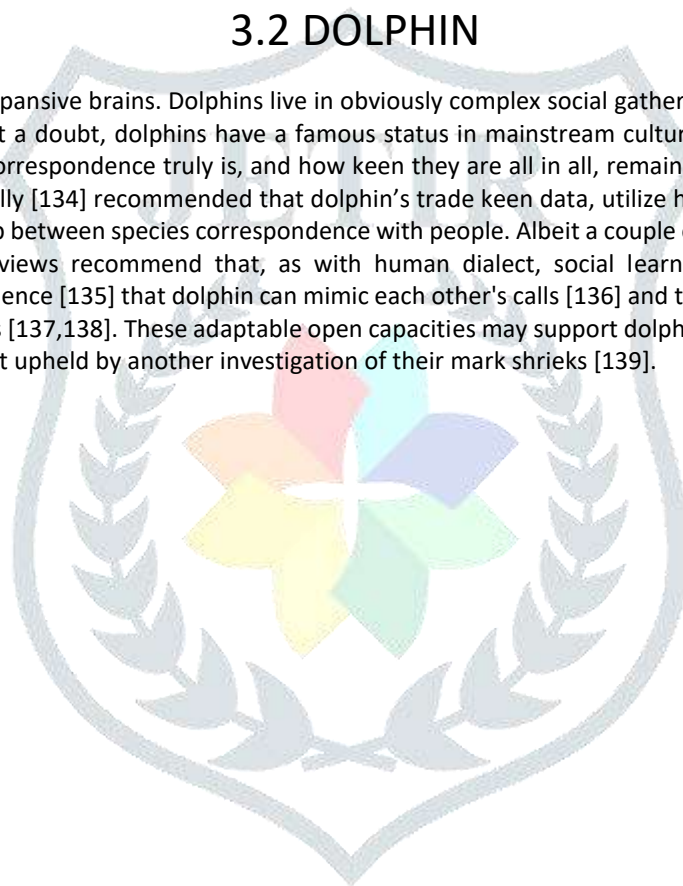 3.2 DOLPHIN
pansive brains. Dolphins live in obviously complex social gather
t a doubt, dolphins have a famous status in mainstream cultur
orrespondence truly is, and how keen they are all in all, remain
lly [134] recommended that dolphin’s trade keen data, utilize h
between species correspondence with people. Albeit a couple
views recommend that, as with human dialect, social learn
ence [135] that dolphin can mimic each other's calls [136] and t
s [137,138]. These adaptable open capacities may support dolph
t upheld by another investigation of their mark shrieks [139].
JETIR